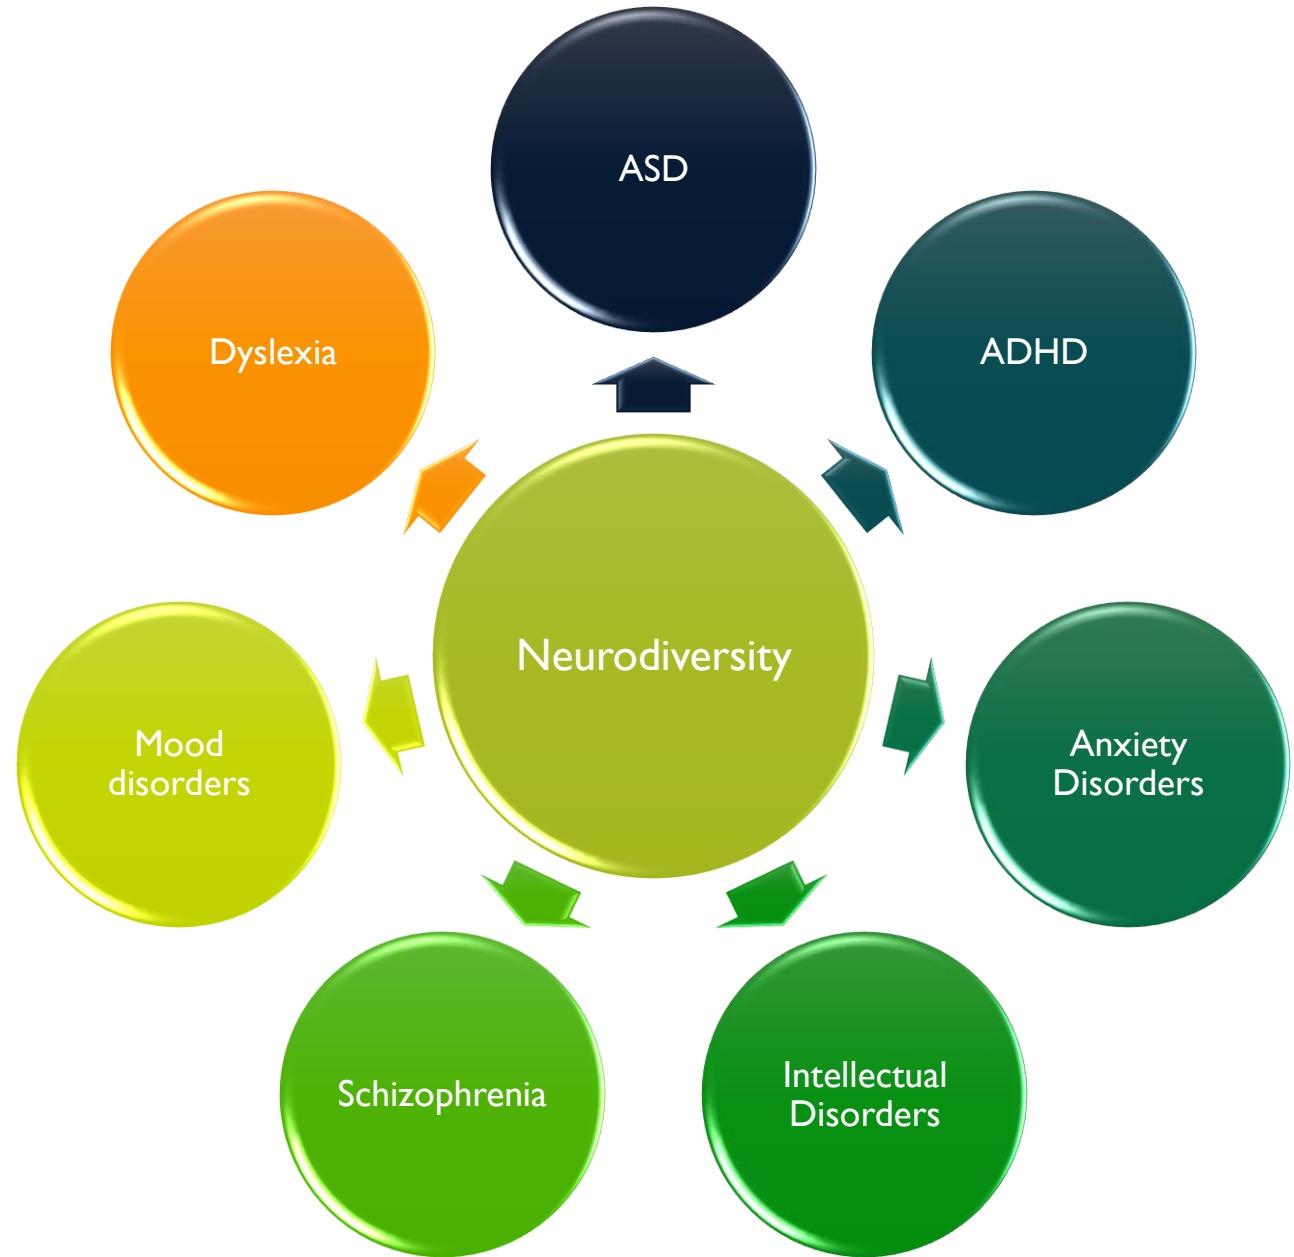 ASD
ADHD
Dyslexia
Neurodiversity
Mood
disorders
Anxiety
Disorders
Schizophrenia
Intellectual
Disorders